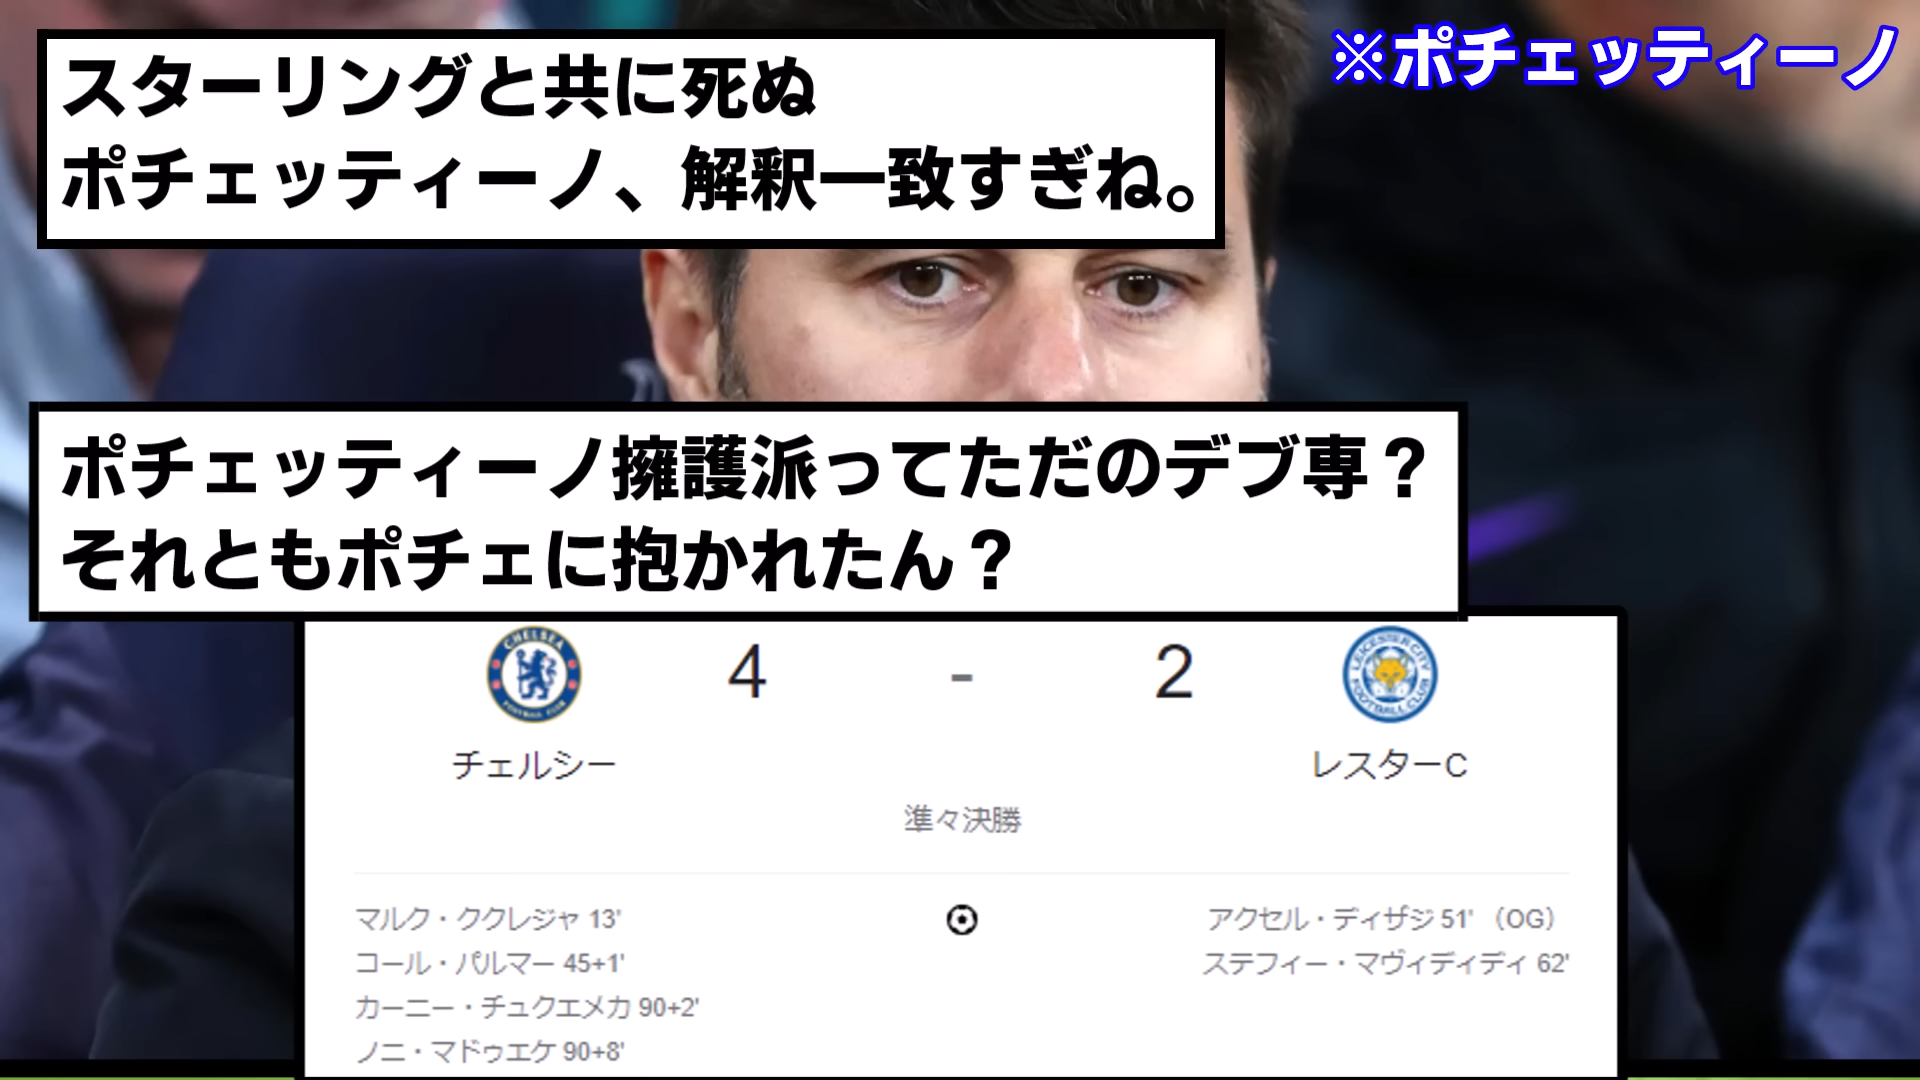 ※ポチェッティーノ
スターリングと共に死ぬ
ポチェッティーノ、解釈一致すぎね。
ポチェッティーノ擁護派ってただのデブ専？
それともポチェに抱かれたん？
CHELSEA
FOOTBALL CLUB
4 - 2
LEICESTER CITY
FOOTBALL CLUB
チェルシー
レスターC
準々決勝
マルク・ククレジャ 13'
アクセル・ディザジ 51' （OG）
コール・パルマー 45+1'
ステフィー・マヴィディディ 62'
カーニー・チュクエメカ 90+2'
ノニ・マドゥエケ 90+8'